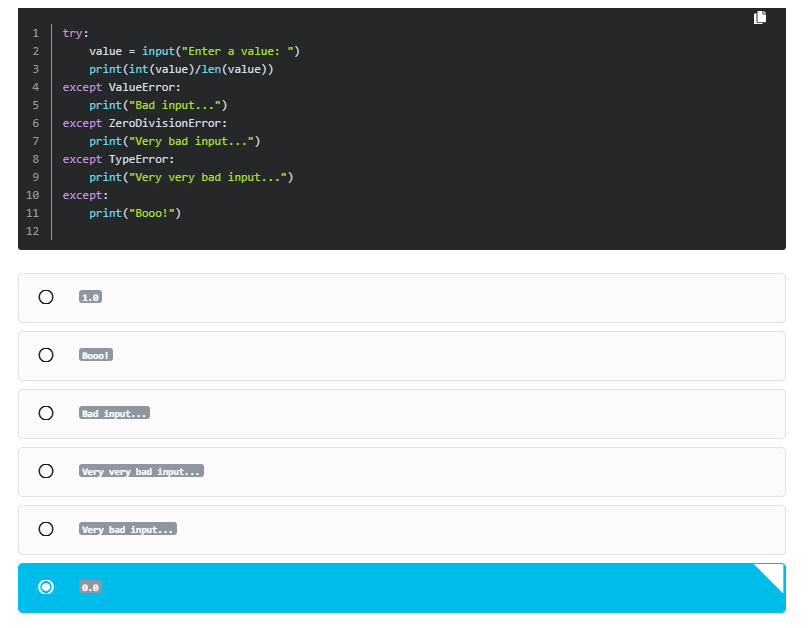 1 try:
2     value = input("Enter a value: ")
3     print(int(value)/len(value))
4 except ValueError:
5     print("Bad input...")
6 except ZeroDivisionError:
7     print("Very bad input...")
8 except TypeError:
9     print("Very very bad input...")
10 except:
11     print("Booo!")
12
1.0
Booo!
Bad input...
Very very bad input...
Very bad input...
0.0